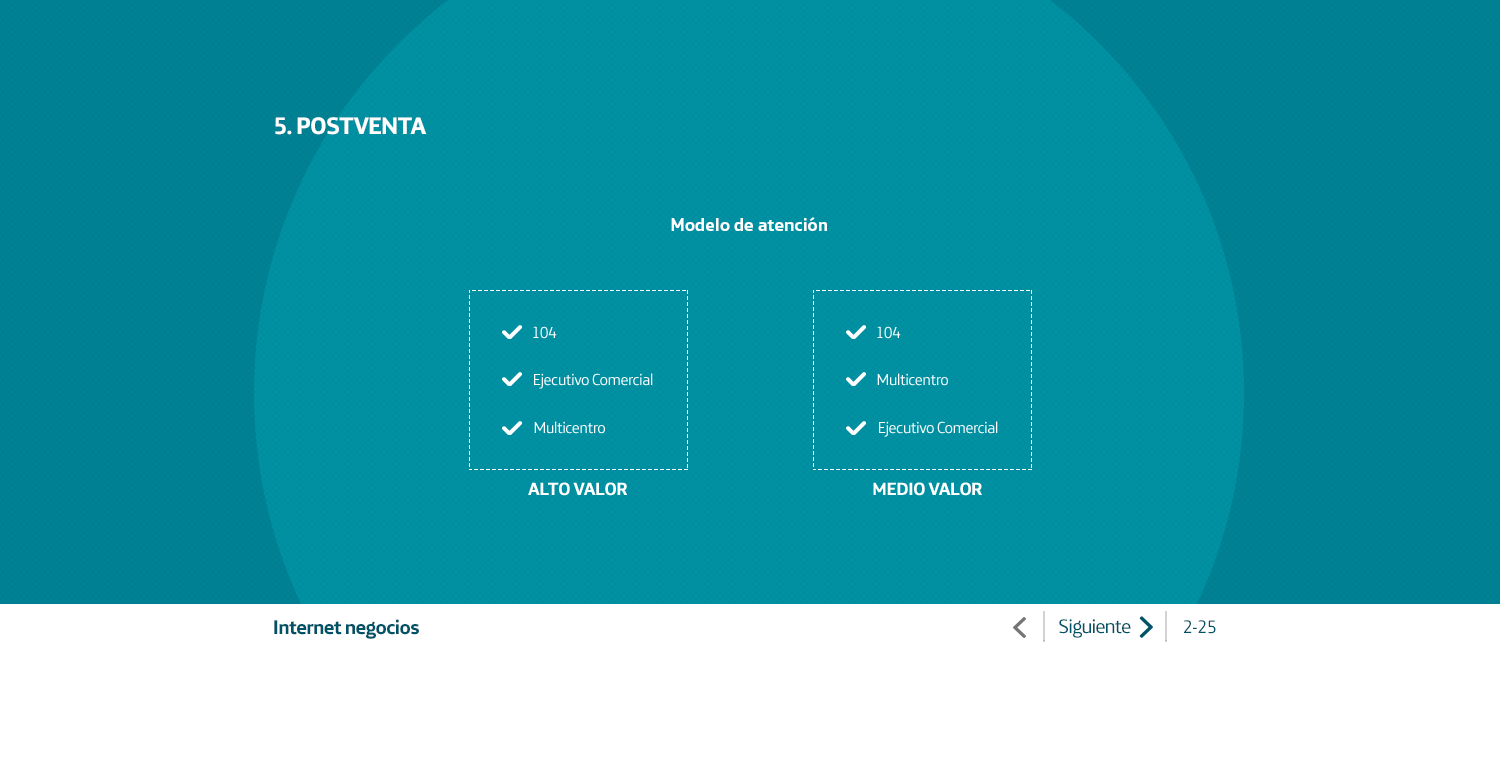 5. POSTVENTA
Modelo de atención
104
Ejecutivo Comercial
Multicentro
ALTO VALOR
104
Multicentro
Ejecutivo Comercial
MEDIO VALOR
Internet negocios
Siguiente
2-25